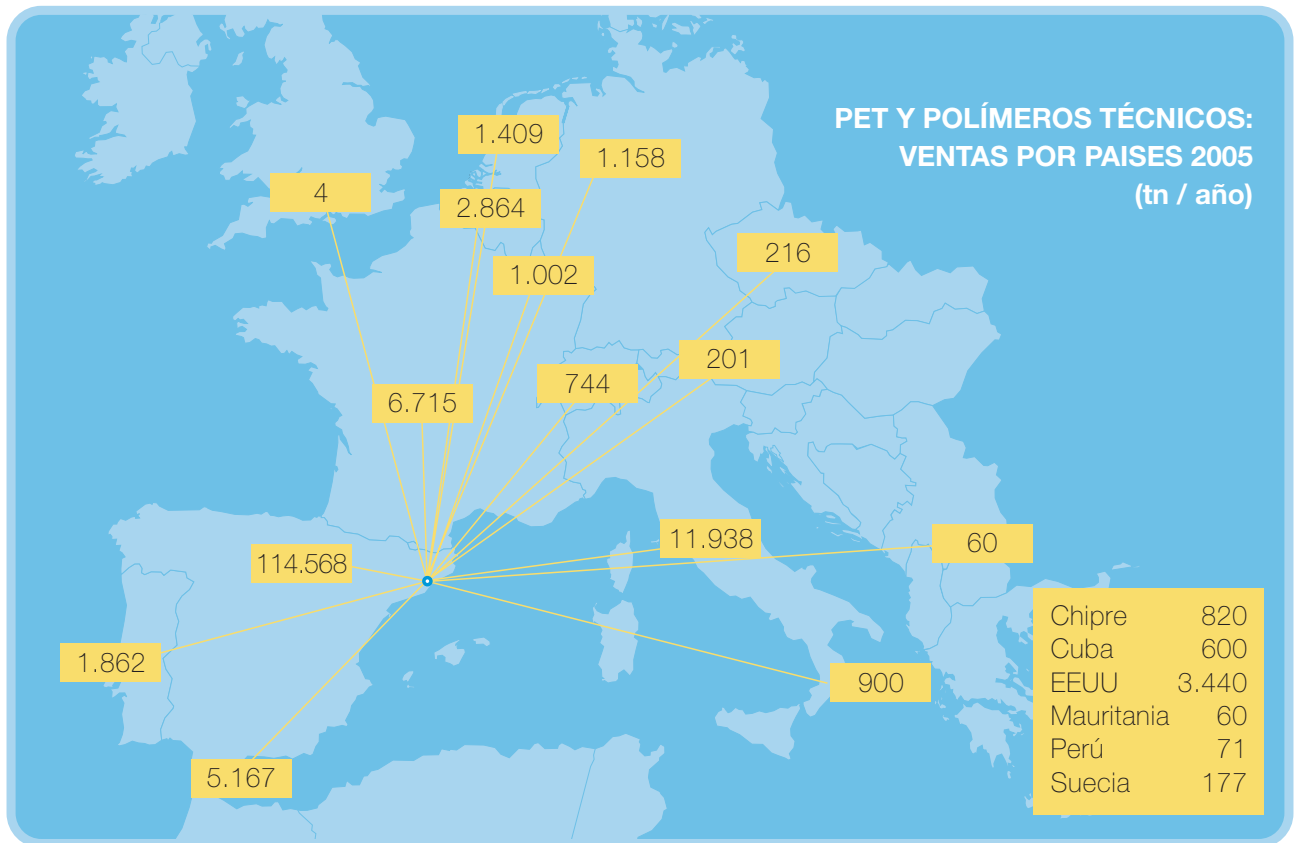 PET Y POLÍMEROS TÉCNICOS:
VENTAS POR PAISES 2005
(tn / año)
1.409
1.158
4
2.864
216
1.002
201
744
6.715
11.938
60
114.568
1.862
900
5.167
Chipre 820
Cuba 600
EEUU 3.440
Mauritania 60
Perú 71
Suecia 177